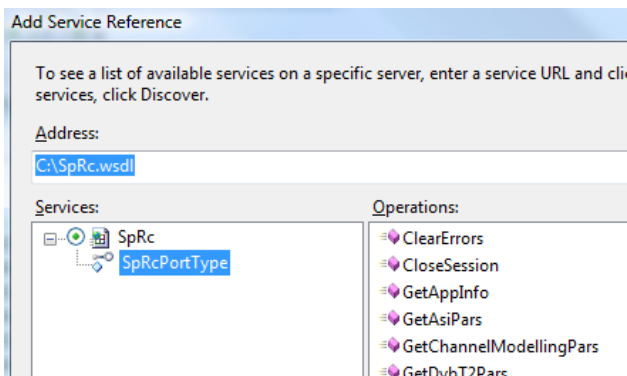 Add Service Reference
To see a list of available services on a specific server, enter a service URL and
services, click Discover.
Address:
C:\SpRc.wsdl
Services:
Operations:
SpRc
SpRcPortType
ClearErrors
CloseSession
GetAppInfo
GetAsiPars
GetChannelModellingPars
GetDvbT2Pars